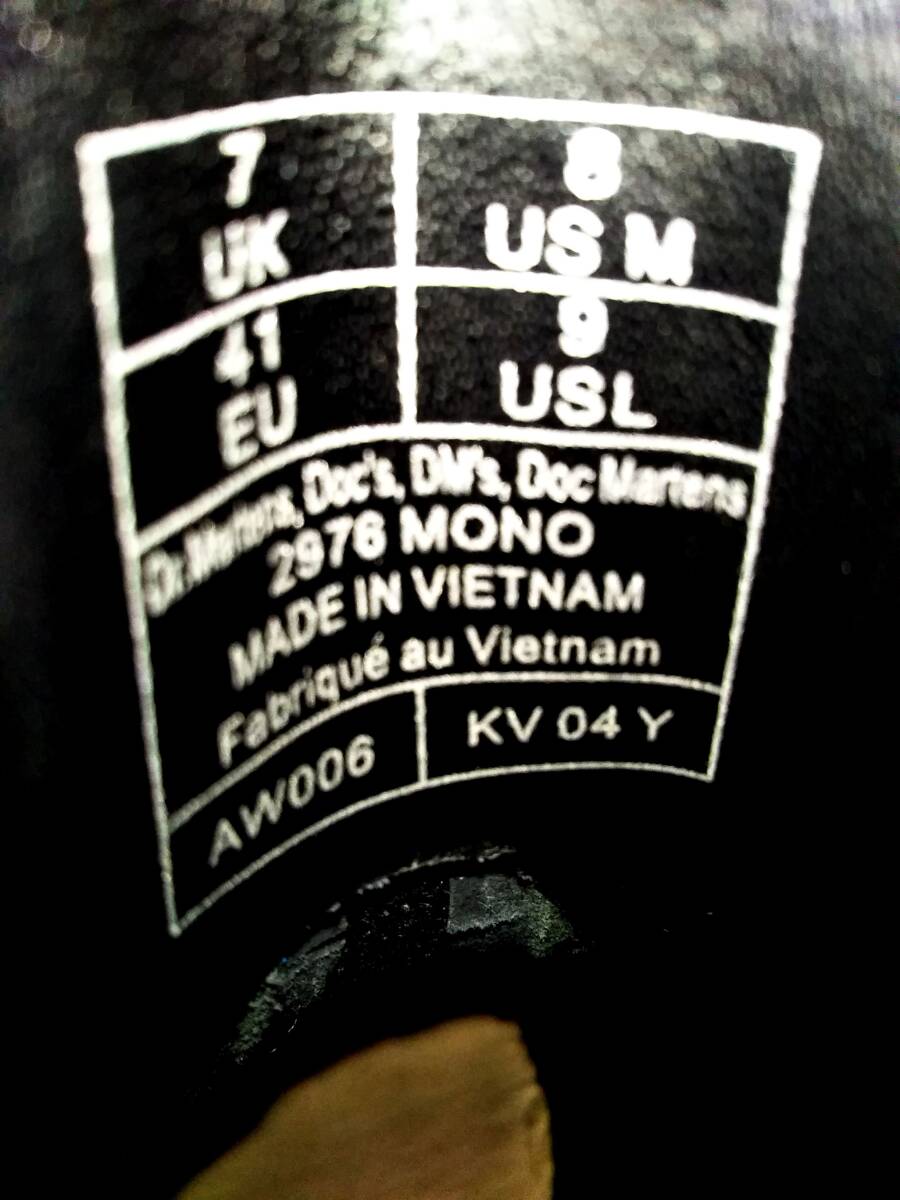 7
UK
8
US M
41
EU
9
USL
Dr.Martens, Doc's, DM's, Doc Martens
2976 MONO
MADE IN VIETNAM
Fabriqué au Vietnam
AW006
KV 04 Y